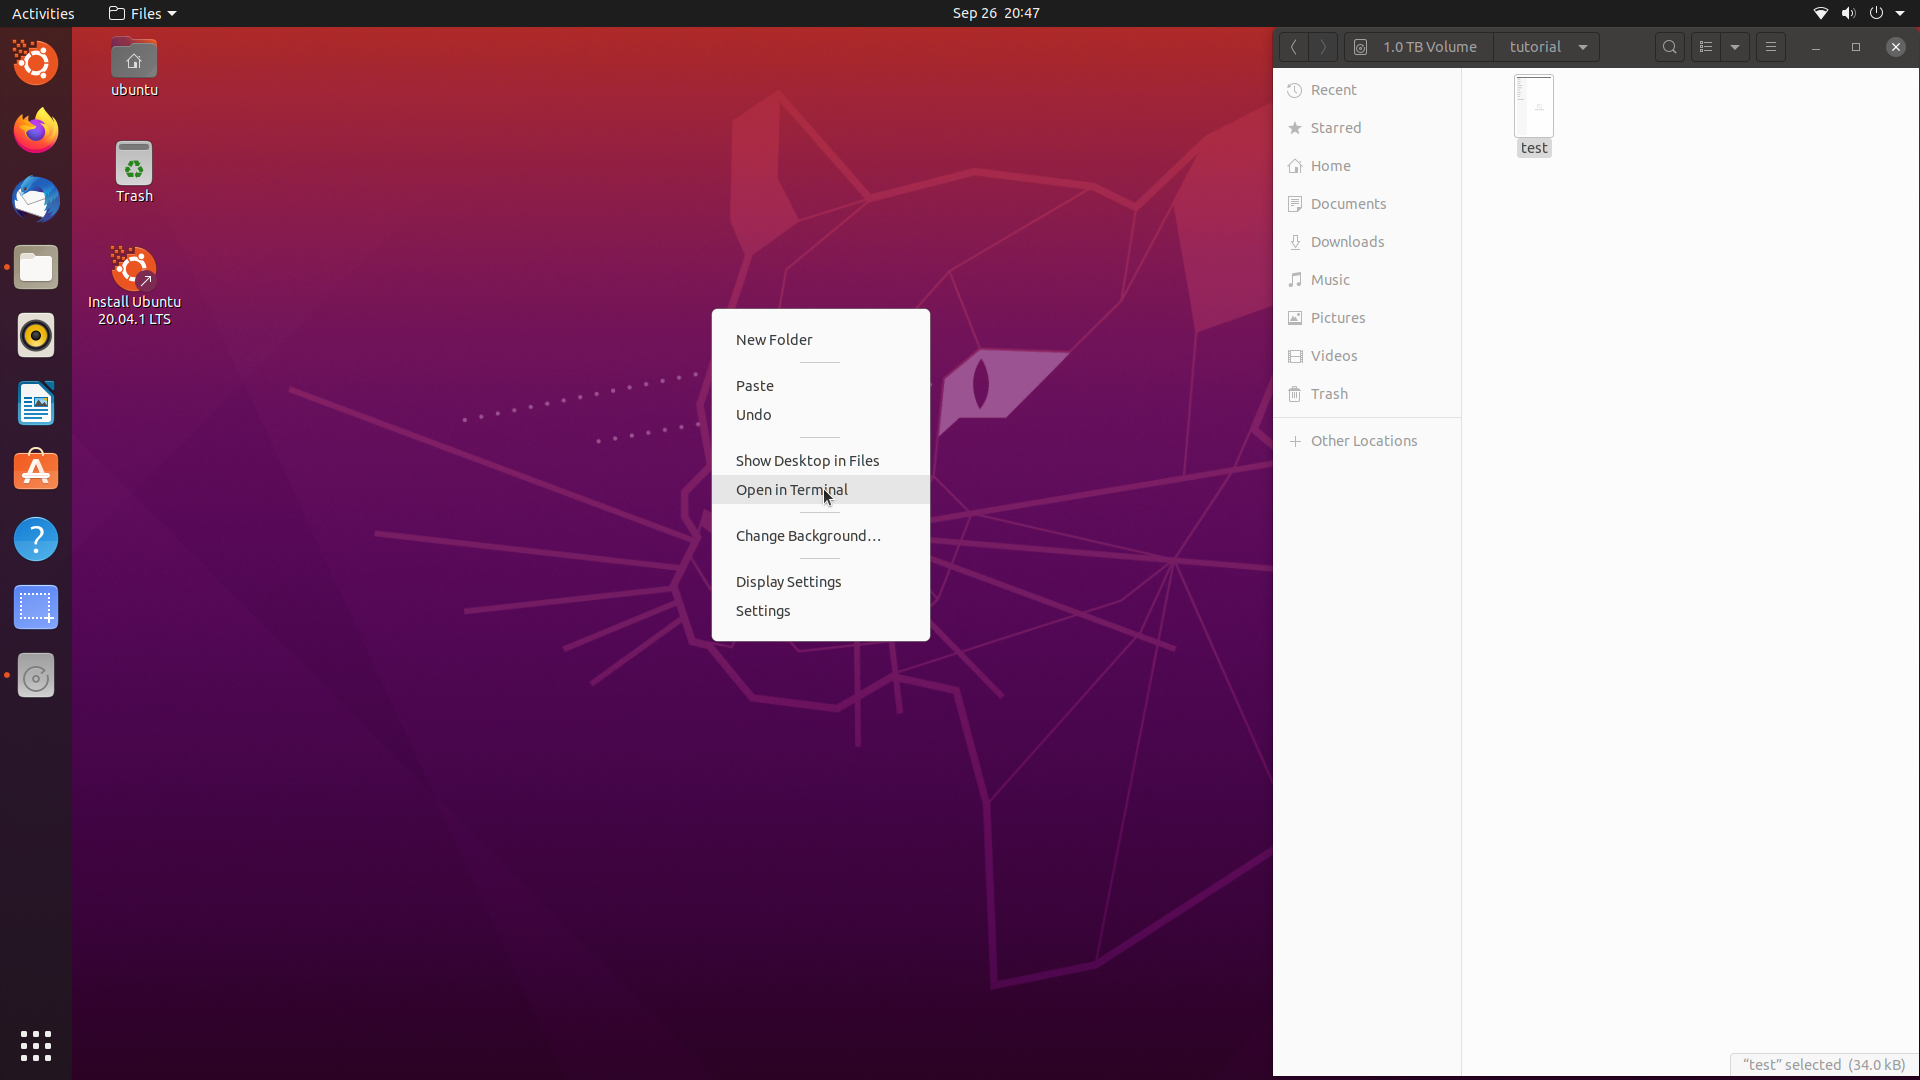 Activities
Files
Sep 26 20:47
ubuntu
Trash
Install Ubuntu
20.04.1 LTS
New Folder
Paste
Undo
Show Desktop in Files
Open in Terminal
Change Background…
Display Settings
Settings
1.0 TB Volume
tutorial
Recent
Starred
Home
Documents
Downloads
Music
Pictures
Videos
Trash
Other Locations
test
“test” selected (34.0 kB)